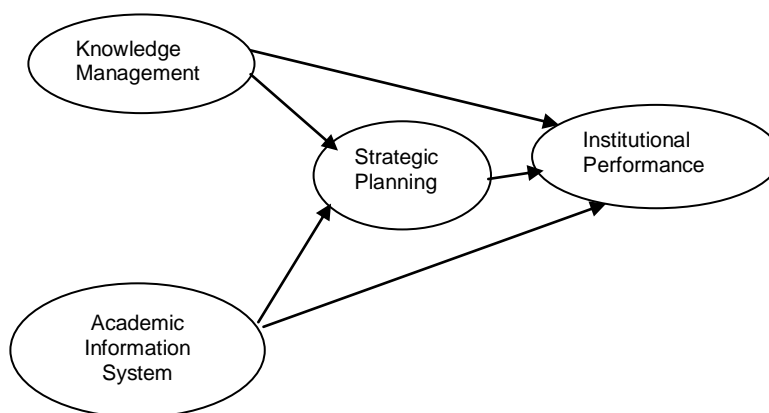 Knowledge
Management
Institutional
Performance
Strategic
Planning
Academic
Information
System